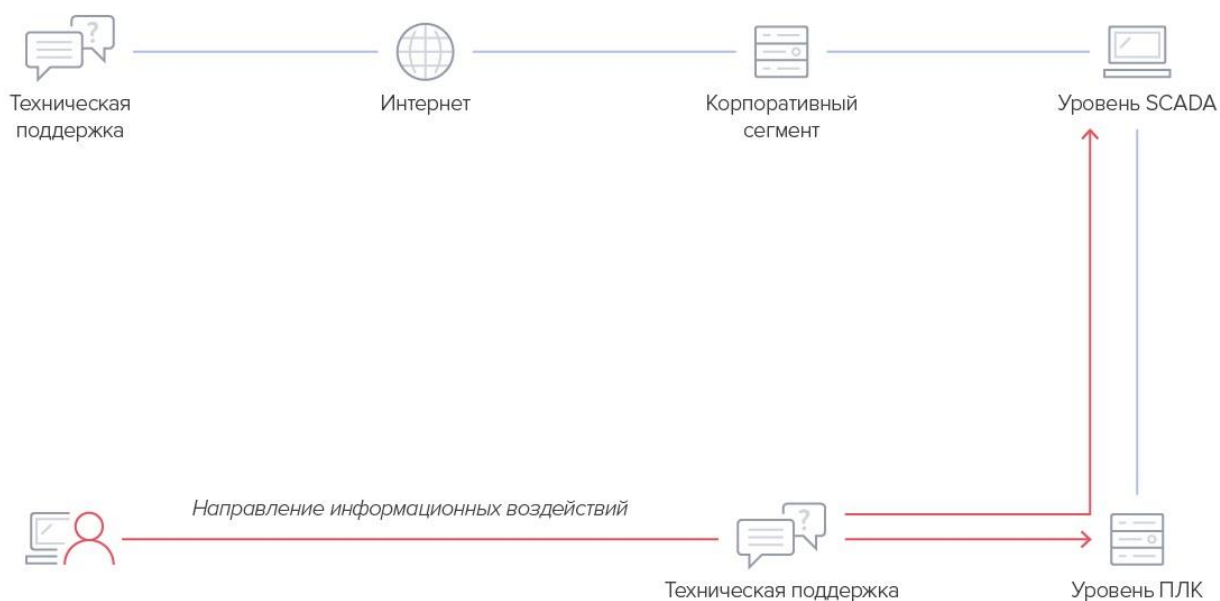 Техническая
поддержка
Интернет
Корпоративный
сегмент
Уровень SCADA
Направление информационных воздействий
Техническая поддержка
Уровень ПЛК